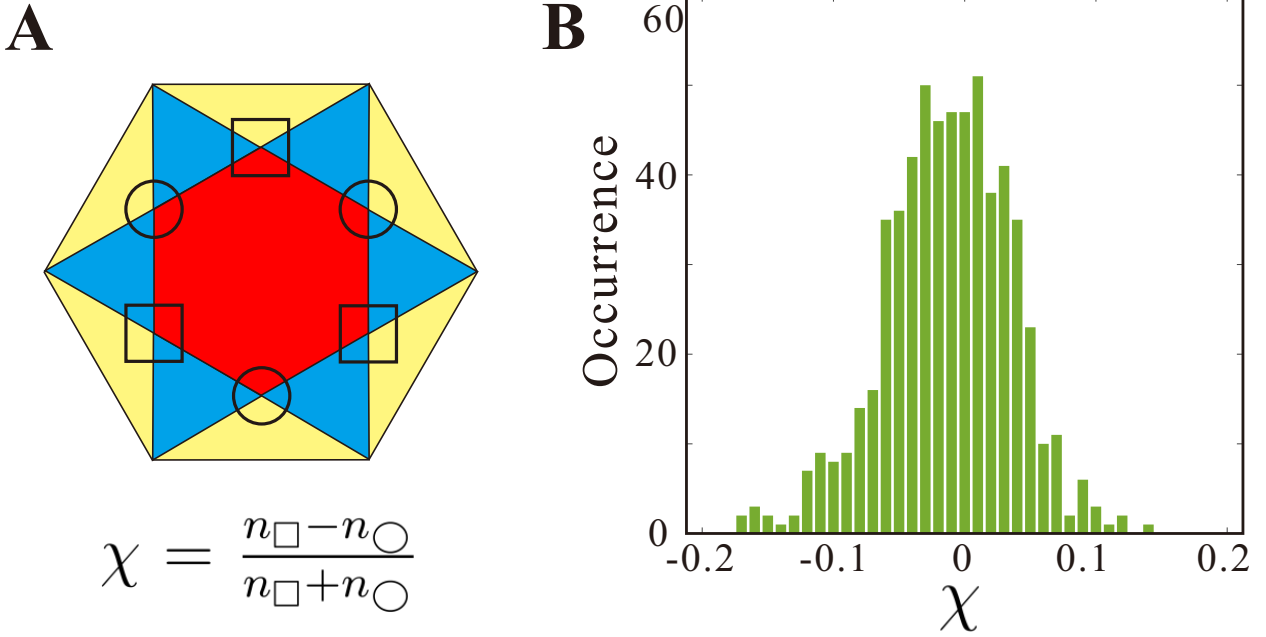 A
B
χ = n□−n○ / n□+n○
60
40
20
0
Occurrence
-0.2 -0.1 0 0.1 0.2
χ